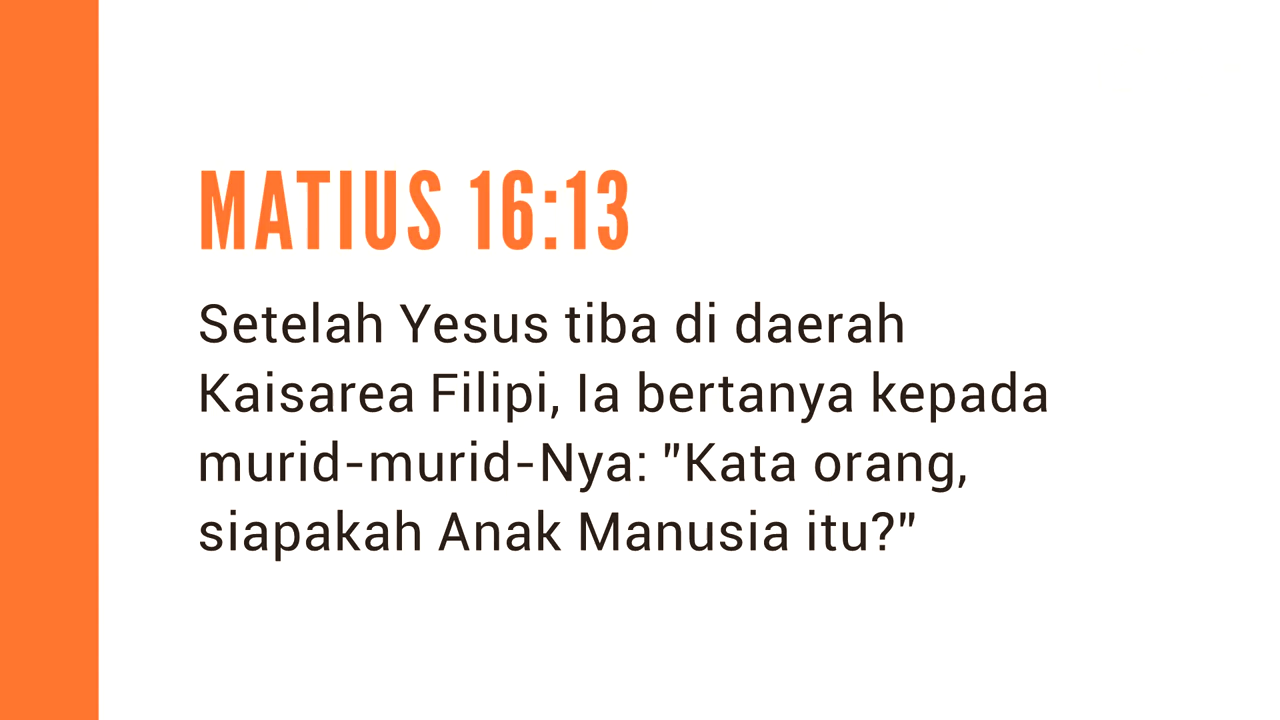 MATIUS 16:13
Setelah Yesus tiba di daerah
Kaisarea Filipi, Ia bertanya kepada
murid-murid-Nya: "Kata orang,
siapakah Anak Manusia itu?"